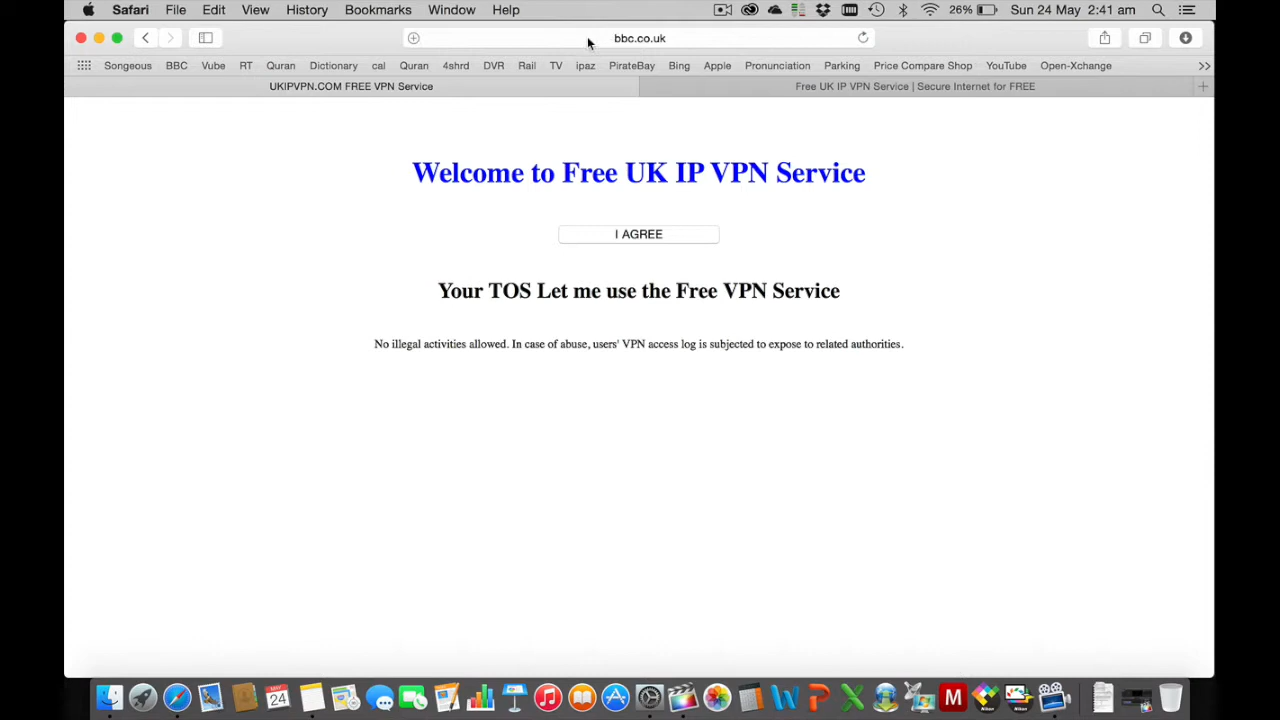 Safari File Edit View History Bookmarks Window Help 26% Sun 24 May 2:41 am
bbc.co.uk
Songeous BBC Vube RT Quran Dictionary cal Quran 4shrd DVR Rail TV ipaz PirateBay Bing Apple Pronunciation Parking Price Compare Shop YouTube Open-Xchange
UKIPVPN.COM FREE VPN Service Free UK IP VPN Service | Secure Internet for FREE
Welcome to Free UK IP VPN Service
I AGREE
Your TOS Let me use the Free VPN Service
No illegal activities allowed. In case of abuse, users' VPN access log is subjected to expose to related authorities.